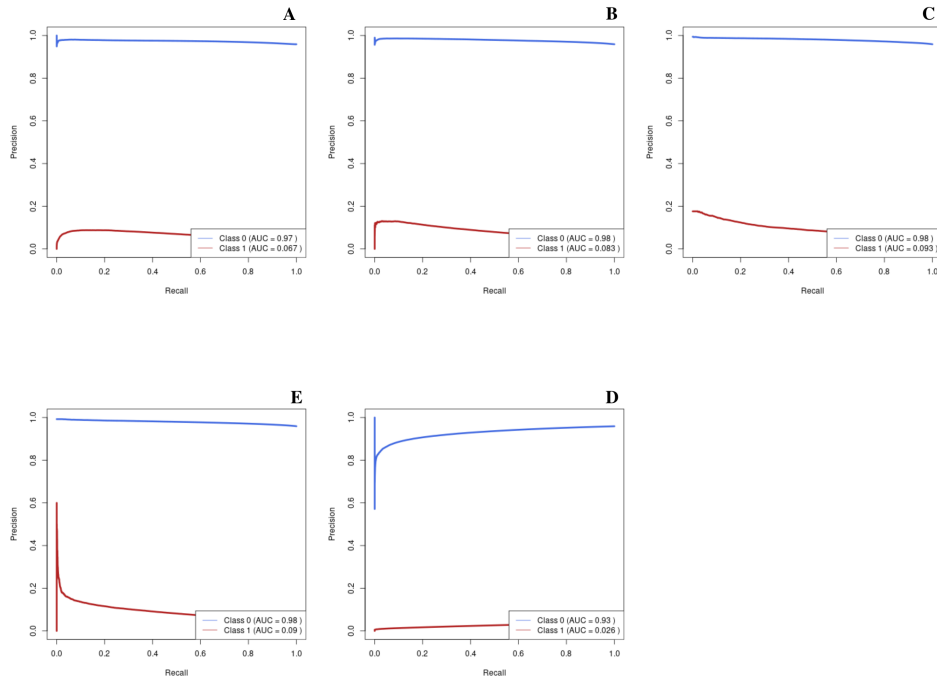 A
1.0
0.8
0.6
0.4
0.2
0.0
Precision
Class 0 (AUC = 0.97 )
Class 1 (AUC = 0.067 )
0.0 0.2 0.4 0.6 0.8 1.0
Recall
B
1.0
0.8
0.6
0.4
0.2
0.0
Precision
Class 0 (AUC = 0.98 )
Class 1 (AUC = 0.083 )
0.0 0.2 0.4 0.6 0.8 1.0
Recall
C
1.0
0.8
0.6
0.4
0.2
0.0
Precision
Class 0 (AUC = 0.98 )
Class 1 (AUC = 0.093 )
0.0 0.2 0.4 0.6 0.8 1.0
Recall
E
1.0
0.8
0.6
0.4
0.2
0.0
Precision
Class 0 (AUC = 0.98 )
Class 1 (AUC = 0.09 )
0.0 0.2 0.4 0.6 0.8 1.0
Recall
D
1.0
0.8
0.6
0.4
0.2
0.0
Precision
Class 0 (AUC = 0.93 )
Class 1 (AUC = 0.026 )
0.0 0.2 0.4 0.6 0.8 1.0
Recall